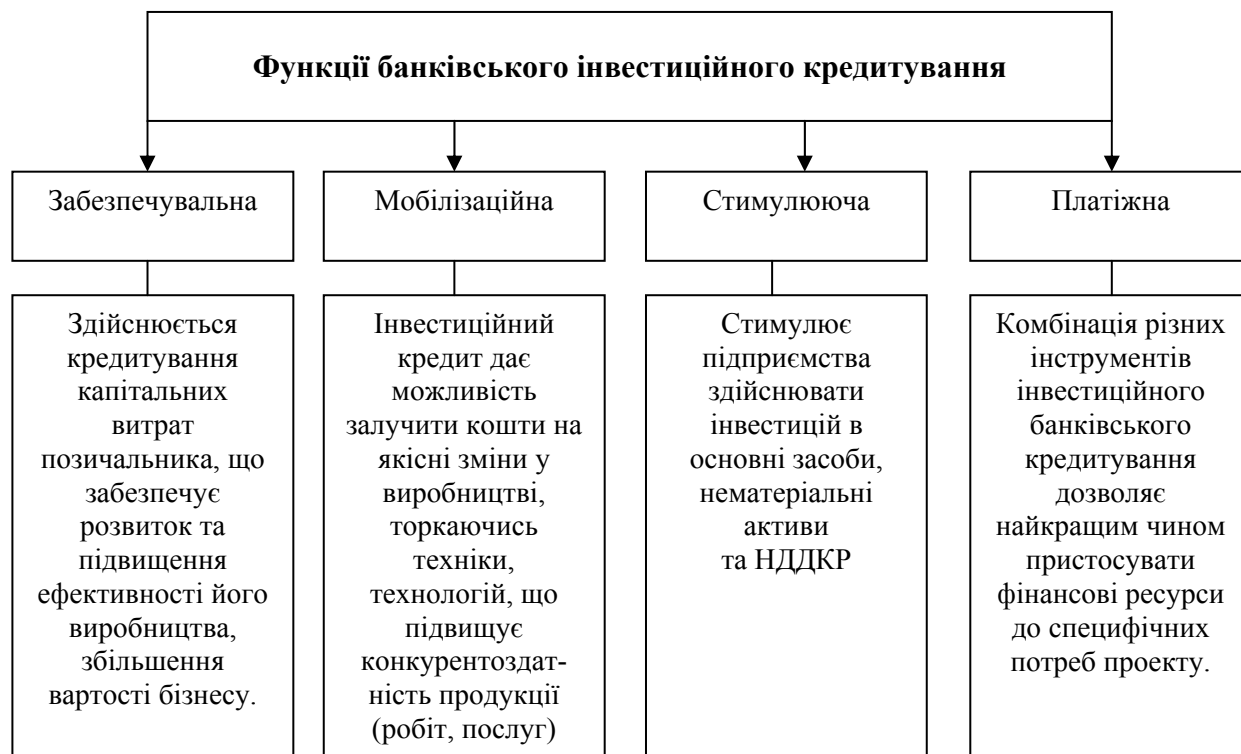 Функції банківського інвестиційного кредитування
Забезпечувальна
Мобілізаційна
Стимулююча
Платіжна
Здійснюється
кредитування
капітальних
витрат
позичальника, що
забезпечує
розвиток та
підвищення
ефективності його
виробництва,
збільшення
вартості бізнесу.
Інвестиційний
кредит дає
можливість
залучити кошти на
якісні зміни у
виробництві,
торкаючись
техніки,
технологій, що
підвищує
конкурентоздат-
ність продукції
(робіт, послуг)
Стимулює
підприємства
здійснювати
інвестицій в
основні засоби,
нематеріальні
активи
та НДДКР
Комбінація різних
інструментів
інвестиційного
банківського
кредитування
дозволяє
найкращим чином
пристосувати
фінансові ресурси
до специфічних
потреб проекту.